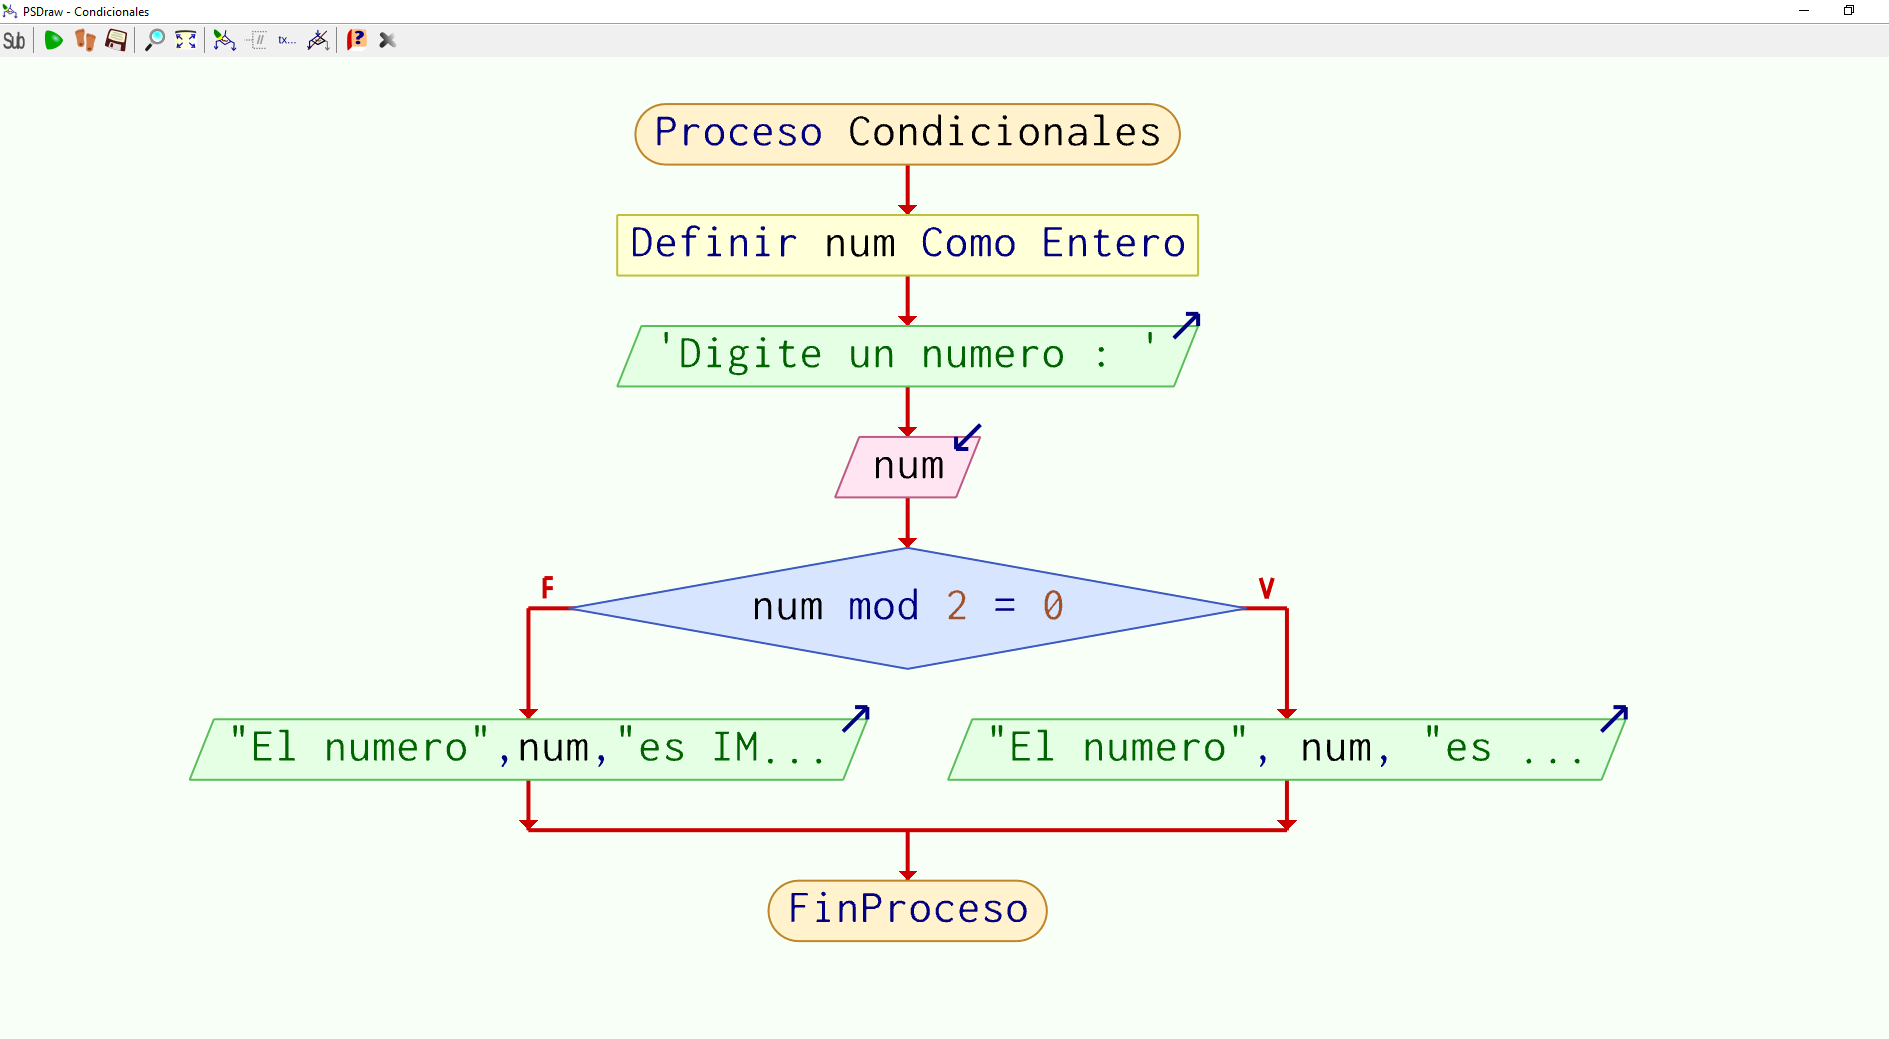 PSDraw - Condicionales
Sub
tx...
Proceso Condicionales
Definir num Como Entero
'Digite un numero : '
num
F
V
num mod 2 = 0
"El numero",num,"es IM...
"El numero", num, "es ...
FinProceso